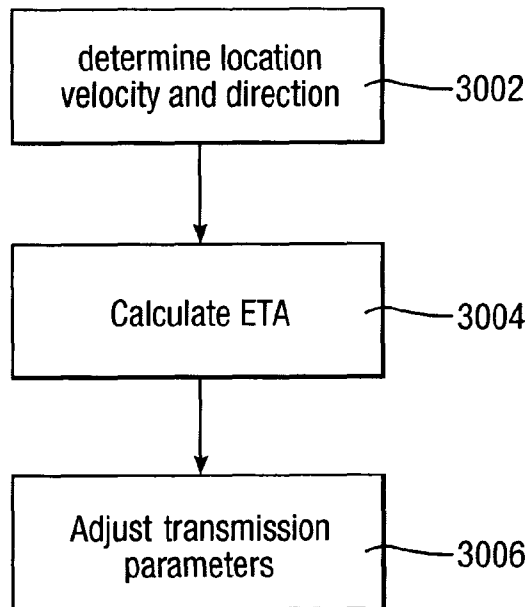 determine location
velocity and direction
3002
Calculate ETA
3004
Adjust transmission
parameters
3006